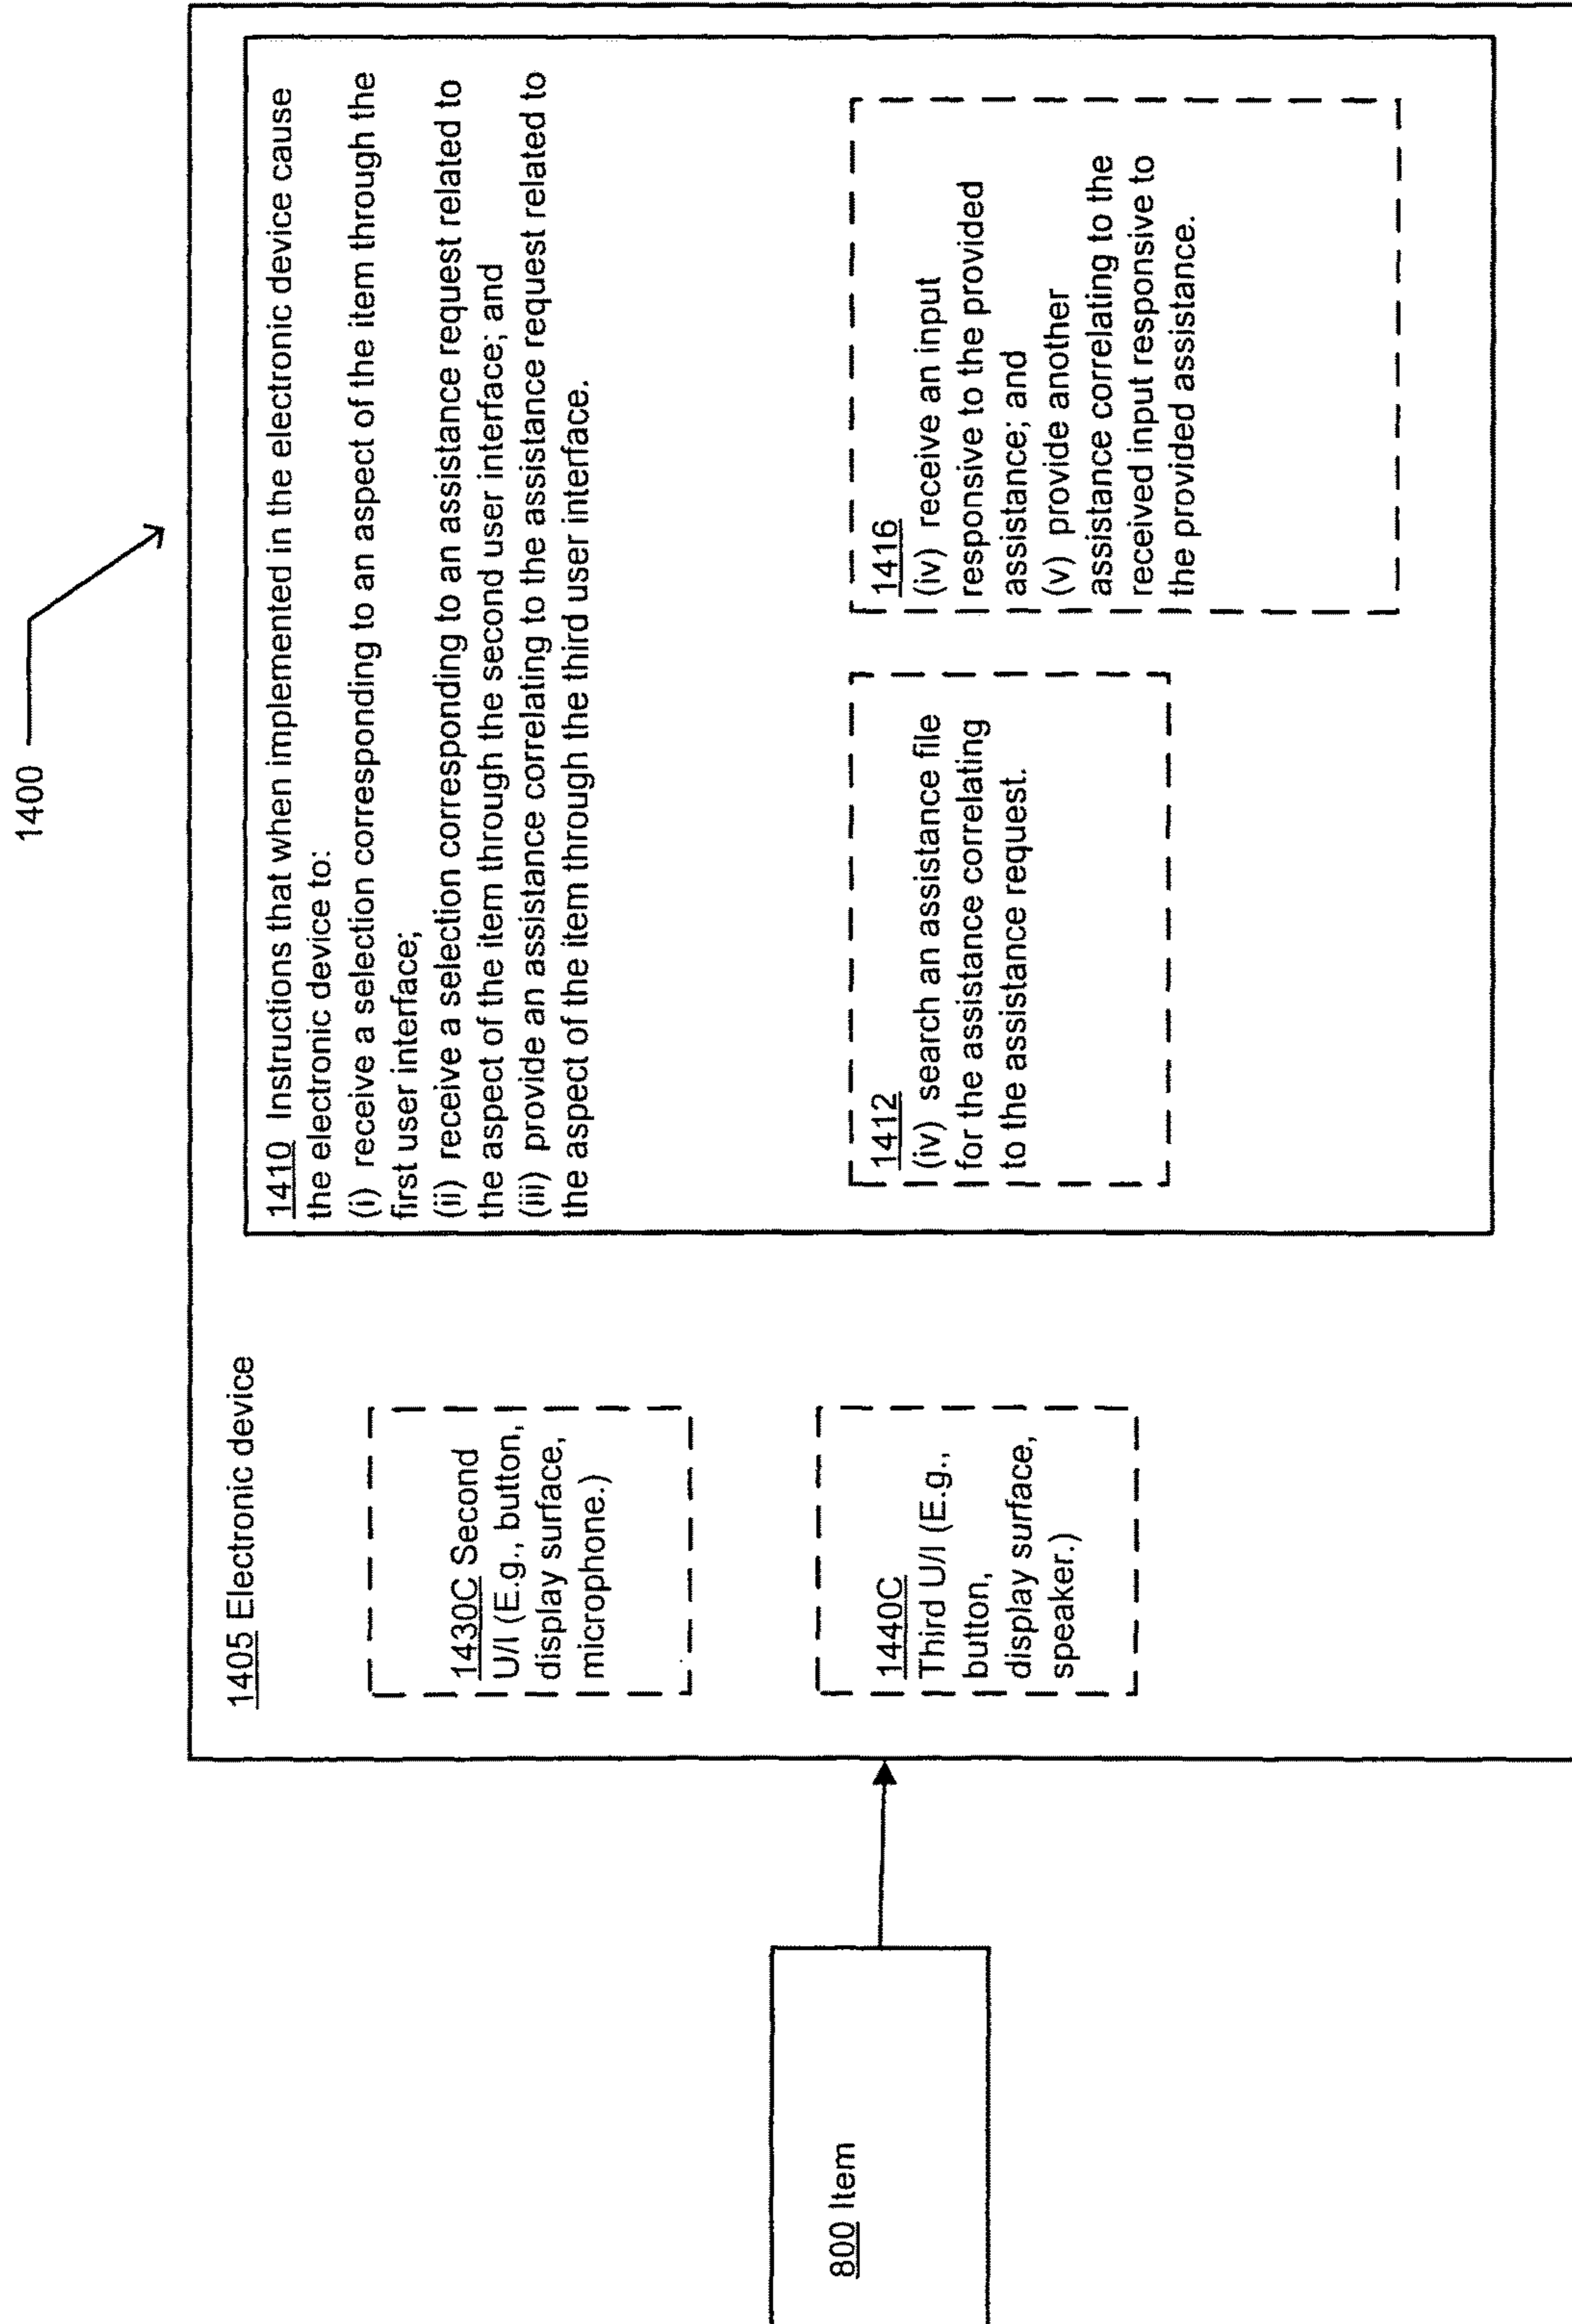 1400
1405 Electronic device
1410 Instructions that when implemented in the electronic device cause
the electronic device to:
(i) receive a selection corresponding to an aspect of the item through the
first user interface;
(ii) receive a selection corresponding to an assistance request related to
the aspect of the item through the second user interface; and
(iii) provide an assistance correlating to the assistance request related to
the aspect of the item through the third user interface.
1430C Second
U/I (E.g., button,
display surface,
microphone.)
1440C
Third U/I (E.g.,
button,
display surface,
speaker.)
1412
(iv) search an assistance file
for the assistance correlating
to the assistance request.
1416
(iv) receive an input
responsive to the provided
assistance; and
(v) provide another
assistance correlating to the
received input responsive to
the provided assistance.
800 Item